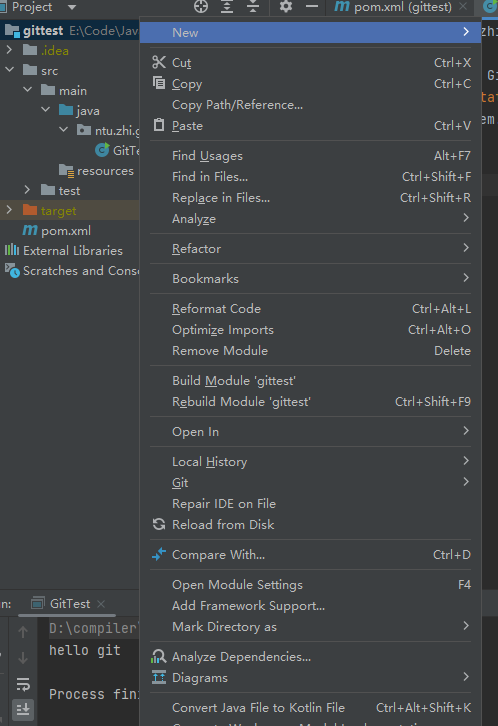 Project
pom.xml (gittest)
gittest E:\Code\Java
.idea
src
main
java
ntu.zhi.g
GitTe
resources
test
target
pom.xml
External Libraries
Scratches and Conso
New
Cut Ctrl+X
Copy Ctrl+C
Copy Path/Reference...
Paste Ctrl+V
Find Usages Alt+F7
Find in Files... Ctrl+Shift+F
Replace in Files... Ctrl+Shift+R
Analyze
Refactor
Bookmarks
Reformat Code Ctrl+Alt+L
Optimize Imports Ctrl+Alt+O
Remove Module Delete
Build Module 'gittest'
Rebuild Module 'gittest' Ctrl+Shift+F9
Open In
Local History
Git
Repair IDE on File
Reload from Disk
Compare With... Ctrl+D
Open Module Settings F4
Add Framework Support...
Mark Directory as
Analyze Dependencies...
Diagrams
Convert Java File to Kotlin File Ctrl+Alt+Shift+K
zhi
Gi
tat
em
n:
GitTest
D:\compiler\
hello git
Process fini